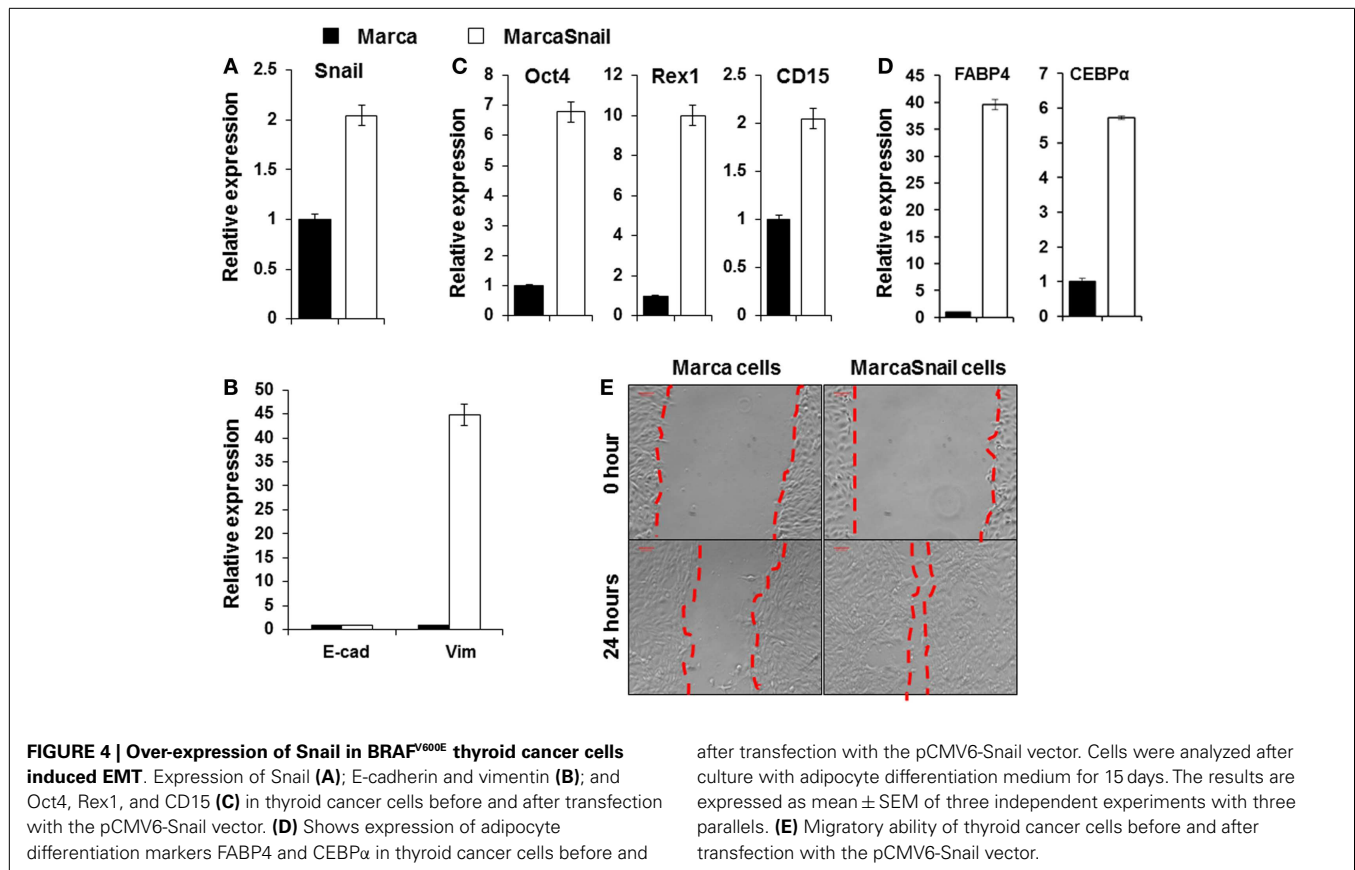 Marca MarcaSnail
A
Snail
Relative expression
2.5
2
1.5
1
0.5
0
C
Oct4
Relative expression
8
7
6
5
4
3
2
1
0
Rex1
12
10
8
6
4
2
0
CD15
2.5
2
1.5
1
0.5
0
D
FABP4
45
40
35
30
25
20
15
10
5
0
CEBPα
7
6
5
4
3
2
1
0
B
Relative expression
50
45
40
35
30
25
20
15
10
5
0
E-cad Vim
E
Marca cells MarcaSnail cells
0 hour
24 hours
FIGURE 4 | Over-expression of Snail in BRAFV600E thyroid cancer cells
induced EMT. Expression of Snail (A); E-cadherin and vimentin (B); and
Oct4, Rex1, and CD15 (C) in thyroid cancer cells before and after transfection
with the pCMV6-Snail vector. (D) Shows expression of adipocyte
differentiation markers FABP4 and CEBPα in thyroid cancer cells before and
after transfection with the pCMV6-Snail vector. Cells were analyzed after
culture with adipocyte differentiation medium for 15 days. The results are
expressed as mean ± SEM of three independent experiments with three
parallels. (E) Migratory ability of thyroid cancer cells before and after
transfection with the pCMV6-Snail vector.